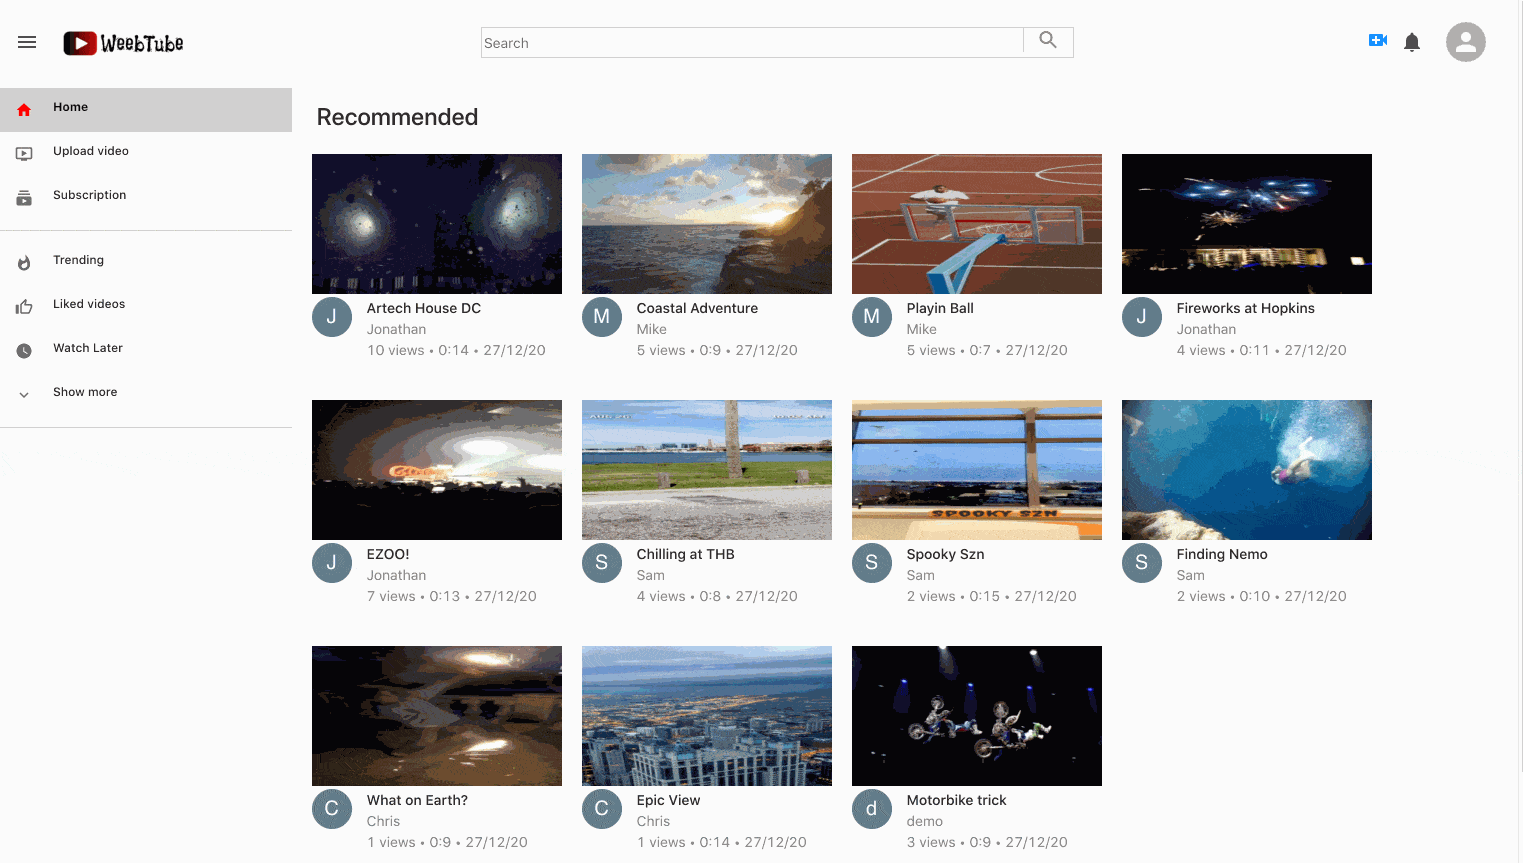 WeebTube
Search
Home
Upload video
Subscription
Trending
Liked videos
Watch Later
Show more
Recommended
J
Artech House DC
Jonathan
10 views • 0:14 • 27/12/20
M
Coastal Adventure
Mike
5 views • 0:9 • 27/12/20
M
Playin Ball
Mike
5 views • 0:7 • 27/12/20
J
Fireworks at Hopkins
Jonathan
4 views • 0:11 • 27/12/20
J
EZOO!
Jonathan
7 views • 0:13 • 27/12/20
S
Chilling at THB
Sam
4 views • 0:8 • 27/12/20
SPOOKY SZN
S
Spooky Szn
Sam
2 views • 0:15 • 27/12/20
S
Finding Nemo
Sam
2 views • 0:10 • 27/12/20
C
What on Earth?
Chris
1 views • 0:9 • 27/12/20
C
Epic View
Chris
1 views • 0:14 • 27/12/20
d
Motorbike trick
demo
3 views • 0:9 • 27/12/20